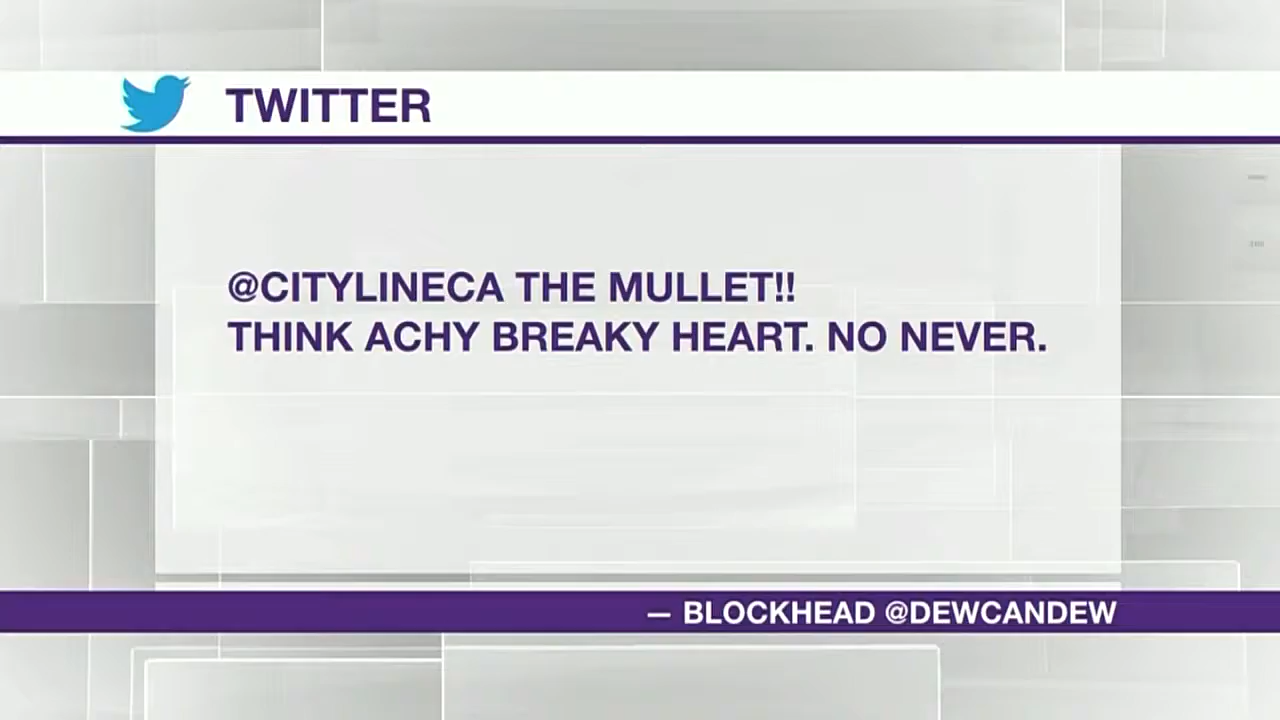 TWITTER
@CITYLINECA THE MULLET!!
THINK ACHY BREAKY HEART. NO NEVER.
— BLOCKHEAD @DEWCANDEW